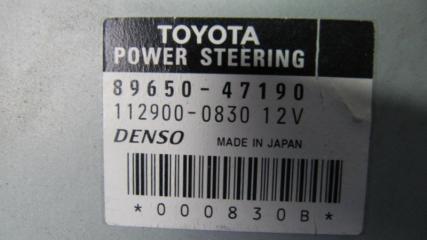 TOYOTA
POWER STEERING
89650-47190
112900-0830 12V
DENSO MADE IN JAPAN
*000830B*